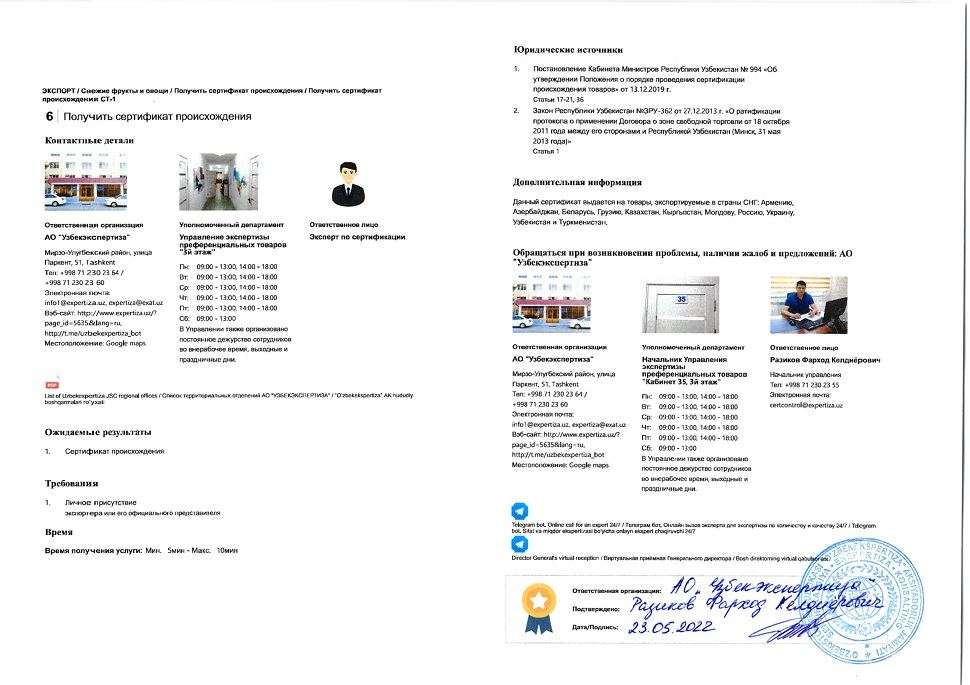 ЭКСПОРТ / Свежие фрукты и овощи / Получить сертификат происхождения / Получить сертификат
происхождения СТ-1
6 Получить сертификат происхождения
Контактные детали
Ответственная организация
АО "Узбекэкспертиза"
Мирзо-Улугбекский район, улица
Паркент, 51, Tashkent
Тел: +998 71 230 23 64 /
+998 71 230 23 60
Электронная почта:
info1@expertiza.uz, expertiza@exat.uz
Вэб-сайт: http://www.expertiza.uz/?
page_id=5635&lang=ru,
http://t.me/uzbekexpertiza_bot
Местоположение: Google maps
Уполномоченный департамент
Управление экспертизы
преференциальных товаров
"3й этаж"
Пн: 09:00 - 13:00, 14:00 - 18:00
Вт: 09:00 - 13:00, 14:00 - 18:00
Ср: 09:00 - 13:00, 14:00 - 18:00
Чт: 09:00 - 13:00, 14:00 - 18:00
Пт: 09:00 - 13:00, 14:00 - 18:00
Сб: 09:00 - 13:00
В Управлении также организовано
постоянное дежурство сотрудников
во внерабочее время, выходные и
праздничные дни.
Ответственное лицо
Эксперт по сертификации
PDF
List of Uzbekexpertiza JSC regional offices / Список территориальных отделений АО "УЗБЕКЭКСПЕРТИЗА" / "O'zbekekspertiza" AK hududiy
boshqarmalari ro'yxati
Ожидаемые результаты
1. Сертификат происхождения
Требования
1. Личное присутствие
экспортера или его официального представителя
Время
Время получения услуги: Мин. 5мин - Макс. 10мин
Юридические источники
1. Постановление Кабинета Министров Республики Узбекистан № 994 «Об
утверждении Положения о порядке проведения сертификации
происхождения товаров» от 13.12.2019 г.
Статьи 17-21, 36
2. Закон Республики Узбекистан №ЗРУ-362 от 27.12.2013 г. «О ратификации
протокола о применении Договора о зоне свободной торговли от 18 октября
2011 года между его сторонами и Республикой Узбекистан (Минск, 31 мая
2013 года)»
Статья 1
Дополнительная информация
Данный сертификат выдается на товары, экспортируемые в страны СНГ: Армению,
Азербайджан, Беларусь, Грузию, Казахстан, Кыргызстан, Молдову, Россию, Украину,
Узбекистан и Туркменистан.
Обращаться при возникновении проблемы, наличии жалоб и предложений: АО
"Узбекэкспертиза"
35
Ответственная организация
АО "Узбекэкспертиза"
Мирзо-Улугбекский район, улица
Паркент, 51, Tashkent
Тел: +998 71 230 23 64 /
+998 71 230 23 60
Электронная почта:
info1@expertiza.uz, expertiza@exat.uz
Вэб-сайт: http://www.expertiza.uz/?
page_id=5635&lang=ru,
http://t.me/uzbekexpertiza_bot
Местоположение: Google maps
Уполномоченный департамент
Начальник Управления
экспертизы
преференциальных товаров
"Кабинет 35, 3й этаж"
Пн: 09:00 - 13:00, 14:00 - 18:00
Вт: 09:00 - 13:00, 14:00 - 18:00
Ср: 09:00 - 13:00, 14:00 - 18:00
Чт: 09:00 - 13:00, 14:00 - 18:00
Пт: 09:00 - 13:00, 14:00 - 18:00
Сб: 09:00 - 13:00
В Управлении также организовано
постоянное дежурство сотрудников
во внерабочее время, выходные и
праздничные дни.
Ответственное лицо
Разиков Фарход Келдиёрович
Начальник управления
Тел: +998 71 230 23 55
Электронная почта:
certcontrol@expertiza.uz
Telegram bot. Online call for an expert 24/7 / Телеграм бот. Онлайн вызов эксперта для экспертизы по количеству и качеству 24/7 / Telegram
bot. Sifat va miqdor ekspertizasi bo'yicha onlayn ekspert chaqiruvchi 24/7
Director General's virtual reception / Виртуальная приёмная Генерального директора / Bosh direktorning virtual qabulxonasi
Ответственная организация: АО „Узбекэкспертиза"
Подтверждено: Разиков Фарход Келдиёрович
Дата/Подпись: 23.05.2022